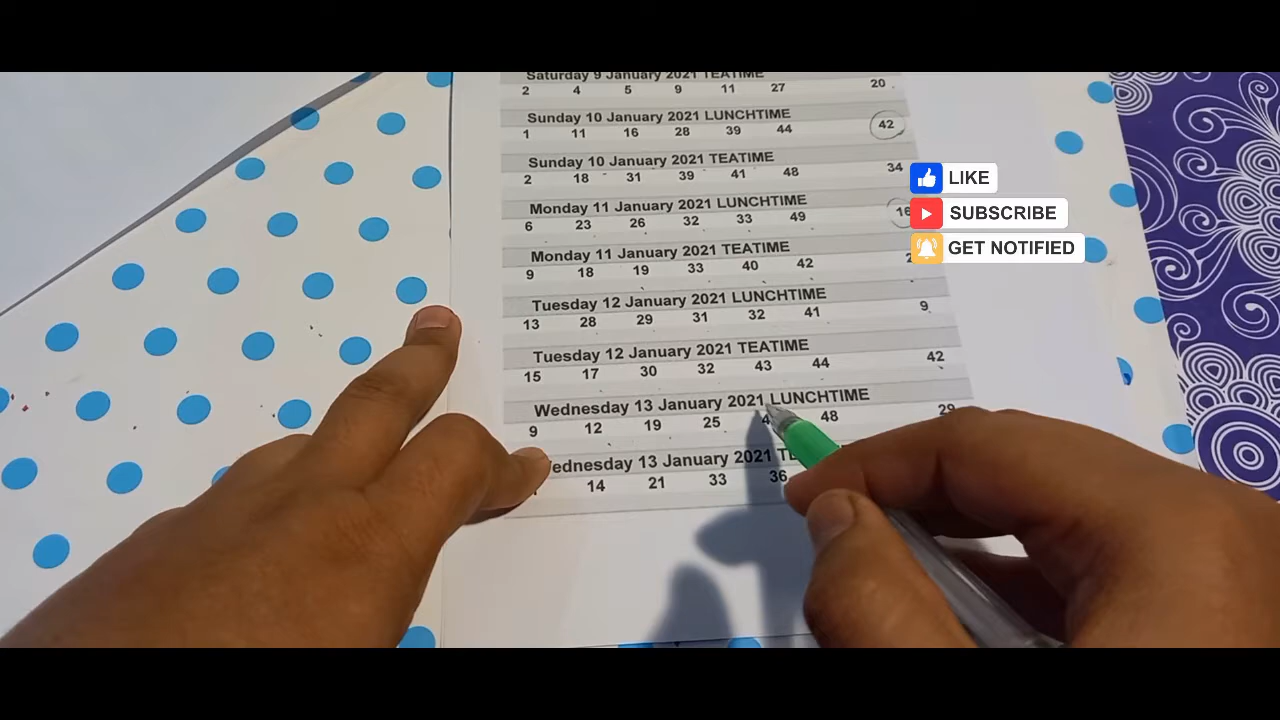 Saturday 9 January 2021 TEATIME
2 4 5 9 11 27 20
Sunday 10 January 2021 LUNCHTIME
1 11 16 28 39 44 42
Sunday 10 January 2021 TEATIME
2 18 31 39 41 48 34
LIKE
Monday 11 January 2021 LUNCHTIME
6 23 26 32 33 49 16
SUBSCRIBE
Monday 11 January 2021 TEATIME
9 18 19 33 40 42
GET NOTIFIED
Tuesday 12 January 2021 LUNCHTIME
13 28 29 31 32 41 9
Tuesday 12 January 2021 TEATIME
15 17 30 32 43 44 42
Wednesday 13 January 2021 LUNCHTIME
9 12 19 25 48 29
13 January 2021
14 21 33 36